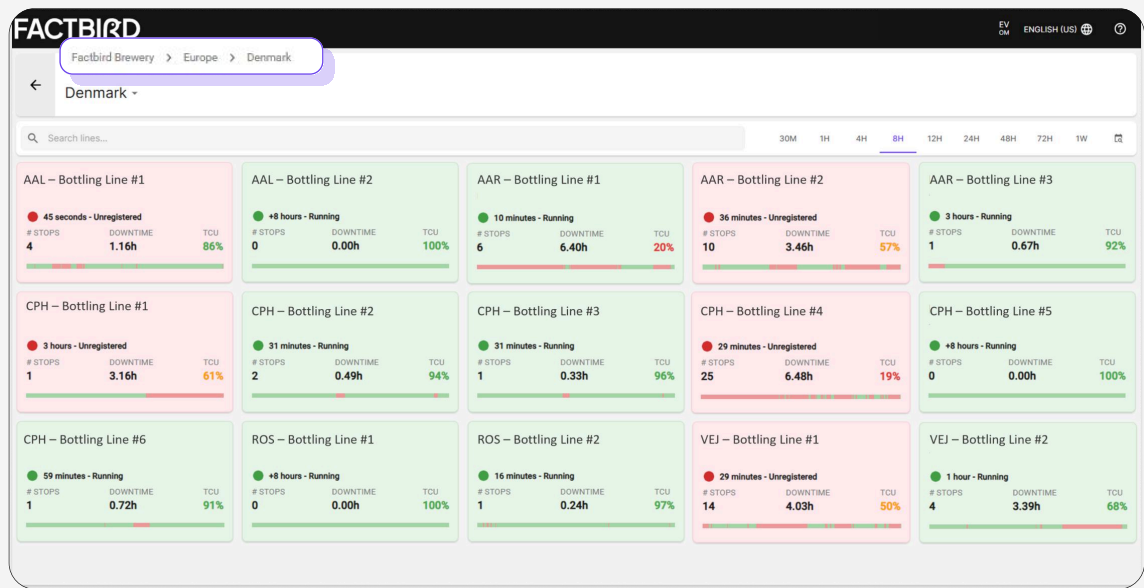 FACTBIRD
EV
OM
ENGLISH (US)
Factbird Brewery > Europe > Denmark
Denmark
Search lines...
30M 1H 4H 8H 12H 24H 48H 72H 1W
AAL – Bottling Line #1
45 seconds - Unregistered
# STOPS DOWNTIME TCU
4 1.16h 86%
AAL – Bottling Line #2
+8 hours - Running
# STOPS DOWNTIME TCU
0 0.00h 100%
AAR – Bottling Line #1
10 minutes - Running
# STOPS DOWNTIME TCU
6 6.40h 20%
AAR – Bottling Line #2
36 minutes - Unregistered
# STOPS DOWNTIME TCU
10 3.46h 57%
AAR – Bottling Line #3
3 hours - Running
# STOPS DOWNTIME TCU
1 0.67h 92%
CPH – Bottling Line #1
3 hours - Unregistered
# STOPS DOWNTIME TCU
1 3.16h 61%
CPH – Bottling Line #2
31 minutes - Running
# STOPS DOWNTIME TCU
2 0.49h 94%
CPH – Bottling Line #3
31 minutes - Running
# STOPS DOWNTIME TCU
1 0.33h 96%
CPH – Bottling Line #4
29 minutes - Unregistered
# STOPS DOWNTIME TCU
25 6.48h 19%
CPH – Bottling Line #5
+8 hours - Running
# STOPS DOWNTIME TCU
0 0.00h 100%
CPH – Bottling Line #6
59 minutes - Running
# STOPS DOWNTIME TCU
1 0.72h 91%
ROS – Bottling Line #1
+8 hours - Running
# STOPS DOWNTIME TCU
0 0.00h 100%
ROS – Bottling Line #2
16 minutes - Running
# STOPS DOWNTIME TCU
1 0.24h 97%
VEJ – Bottling Line #1
29 minutes - Unregistered
# STOPS DOWNTIME TCU
14 4.03h 50%
VEJ – Bottling Line #2
1 hour - Running
# STOPS DOWNTIME TCU
4 3.39h 68%